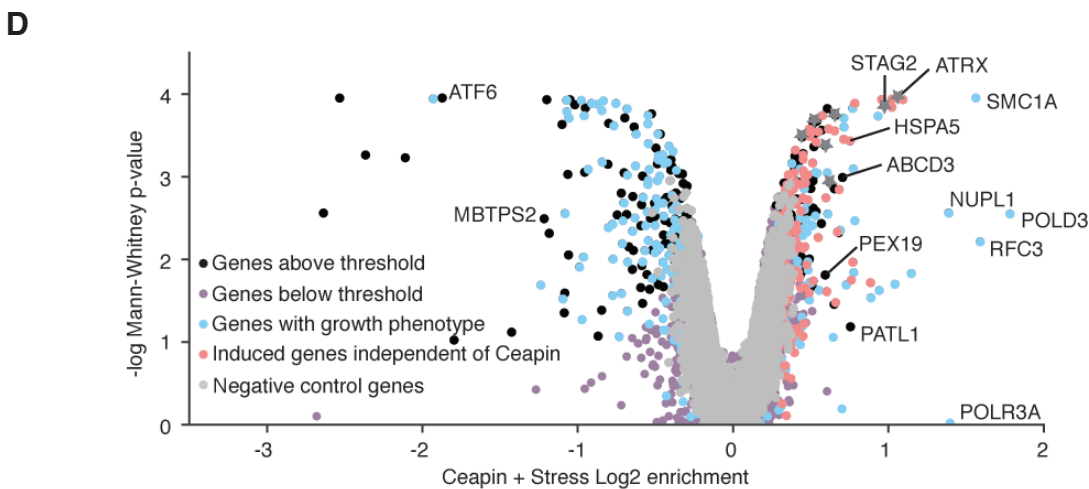 D
STAG2
ATRX
4
ATF6
SMC1A
HSPA5
3
ABCD3
NUPL1
MBTPS2
POLD3
PEX19
RFC3
2
Genes above threshold
Genes below threshold
Genes with growth phenotype
PATL1
1
Induced genes independent of Ceapin
Negative control genes
POLR3A
0
-log Mann-Whitney p-value
-3
-2
-1
0
1
2
Ceapin + Stress Log2 enrichment